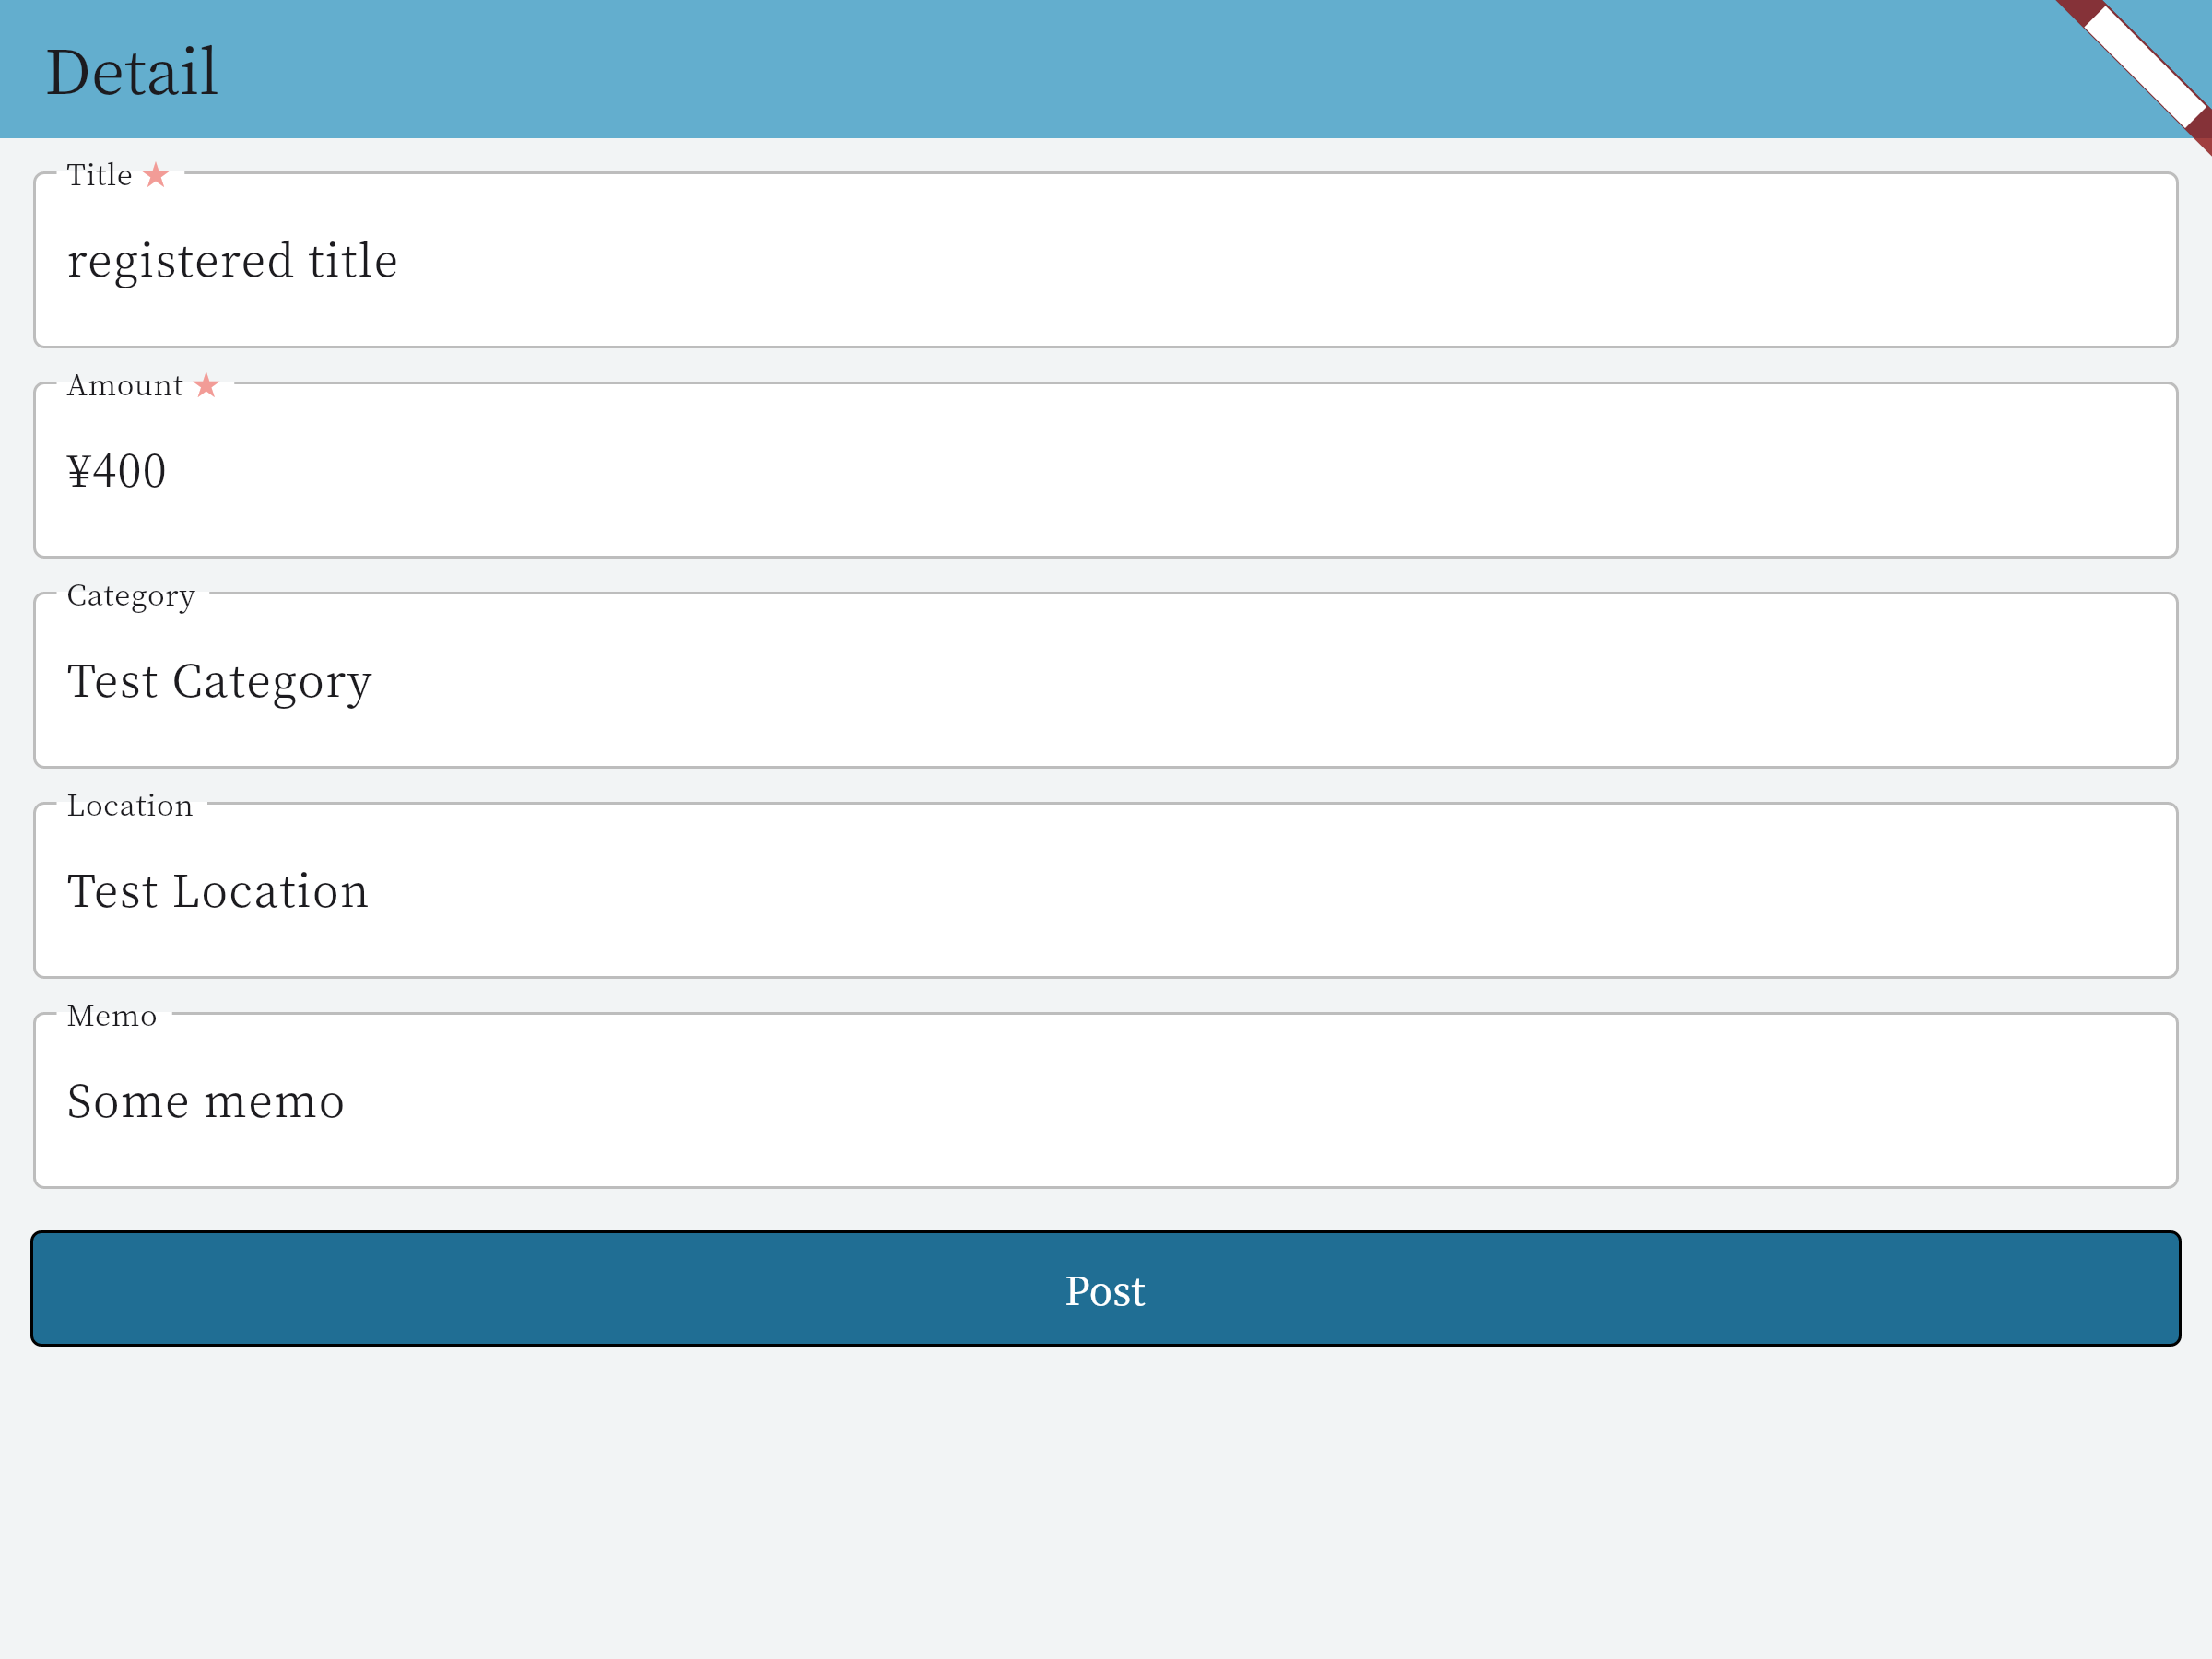 Detail
Title ★
registered title
Amount ★
¥400
Category
Test Category
Location
Test Location
Memo
Some memo
Post